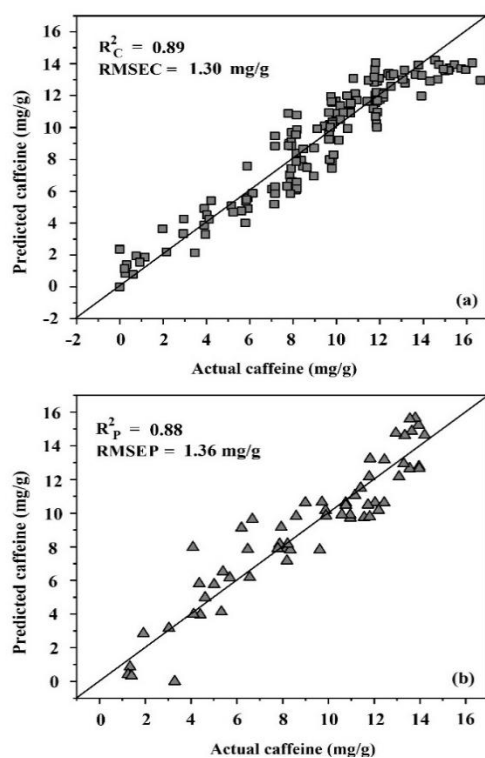 R²C = 0.89
RMSEC = 1.30 mg/g
16
14
12
10
8
6
4
2
0
-2
Predicted caffeine (mg/g)
(a)
-2 0 2 4 6 8 10 12 14 16
Actual caffeine (mg/g)
R²P = 0.88
RMSEP = 1.36 mg/g
16
14
12
10
8
6
4
2
0
Predicted caffeine (mg/g)
(b)
0 2 4 6 8 10 12 14 16
Actual caffeine (mg/g)